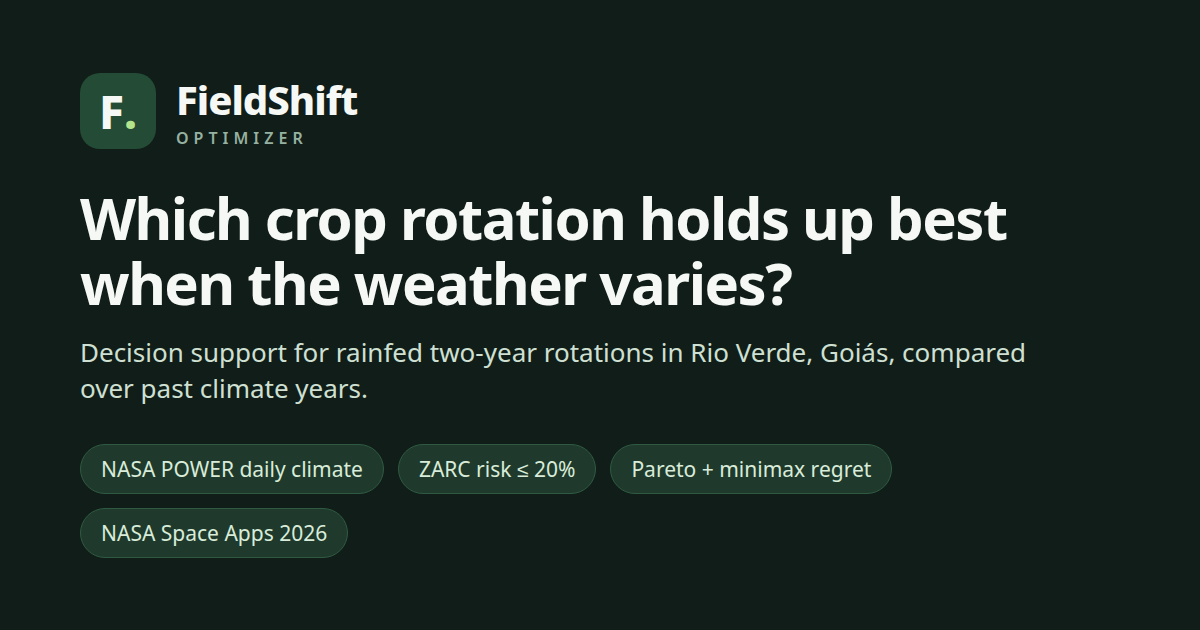 F.
FieldShift
OPTIMIZER
Which crop rotation holds up best
when the weather varies?
Decision support for rainfed two-year rotations in Rio Verde, Goiás, compared
over past climate years.
NASA POWER daily climate
ZARC risk ≤ 20%
Pareto + minimax regret
NASA Space Apps 2026